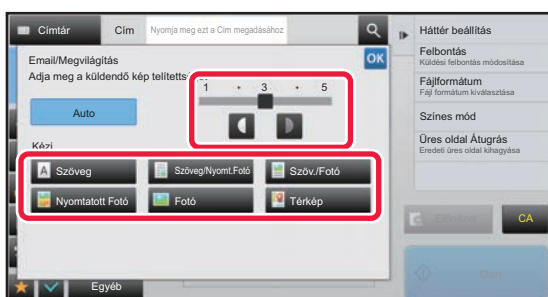 Címtár
Cím
Nyomja meg ezt a Cím megadásához
Email/Megvilágítás
OK
Adja meg a küldendő kép telítettségét
1 • 3 • 5
Auto
Kézi
A Szöveg
Szöveg/Nyomt.Fotó
Szöv./Fotó
Nyomtatott Fotó
Fotó
Térkép
Egyéb
Háttér beállítás
Felbontás
Küldési felbontás módosítása
Fájlformátum
Fájl formátum kiválasztása
Színes mód
Üres oldal Átugrás
Eredeti üres oldal kihagyása
Előnézet
CA
Start